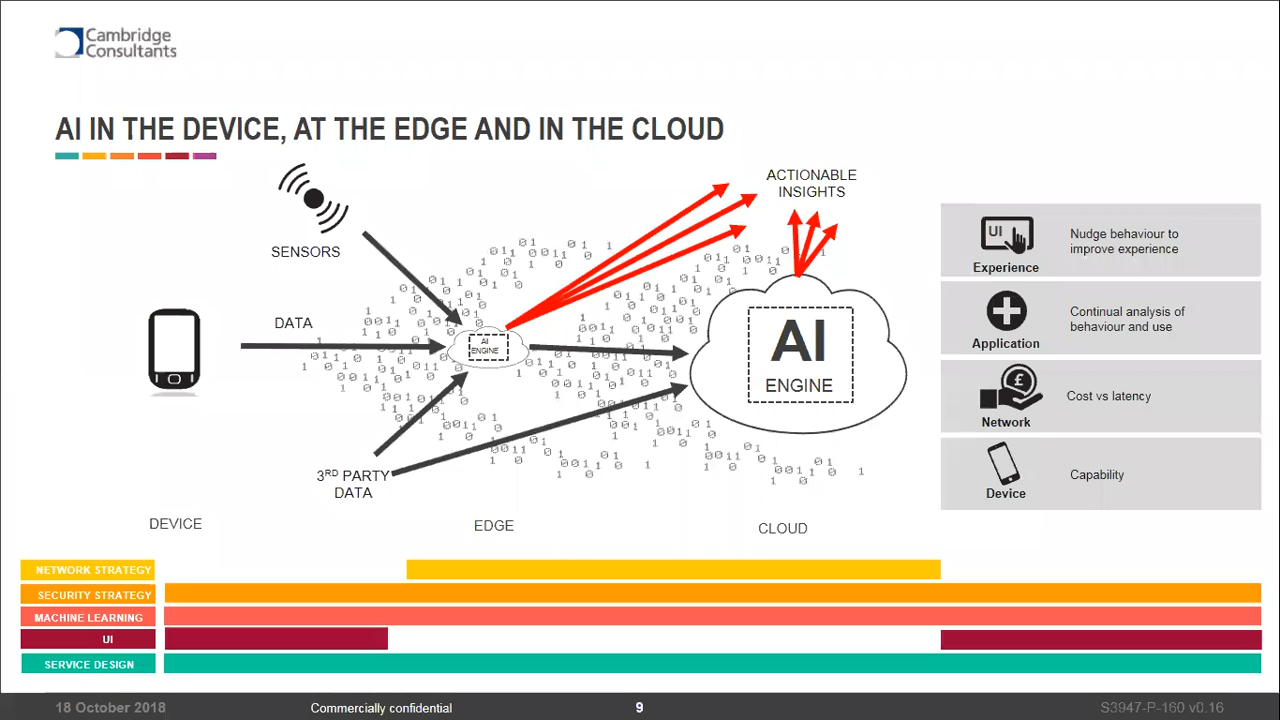 Cambridge
Consultants
AI IN THE DEVICE, AT THE EDGE AND IN THE CLOUD
SENSORS
DATA
3RD PARTY
DATA
AI
ENGINE
ACTIONABLE
INSIGHTS
AI
ENGINE
DEVICE
EDGE
CLOUD
UI
Experience
Nudge behaviour to
improve experience
Application
Continual analysis of
behaviour and use
£
Network
Cost vs latency
Device
Capability
NETWORK STRATEGY
SECURITY STRATEGY
MACHINE LEARNING
UI
SERVICE DESIGN
18 October 2018
Commercially confidential
9
S3947-P-160 v0.16